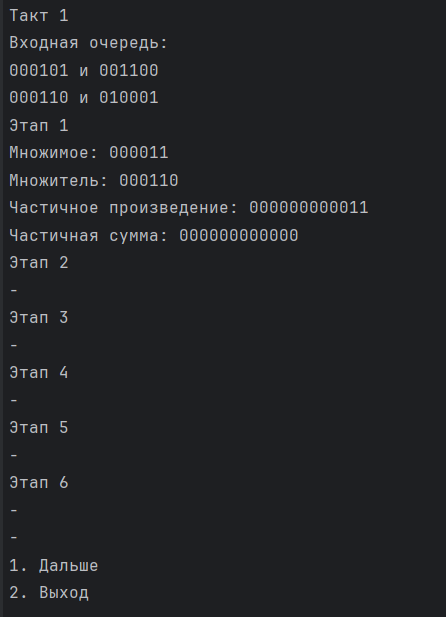 Такт 1
Входная очередь:
000101 и 001100
000110 и 010001
Этап 1
Множимое: 000011
Множитель: 000110
Частичное произведение: 000000000011
Частичная сумма: 000000000000
Этап 2
-
Этап 3
-
Этап 4
-
Этап 5
-
Этап 6
-
-
1. Дальше
2. Выход